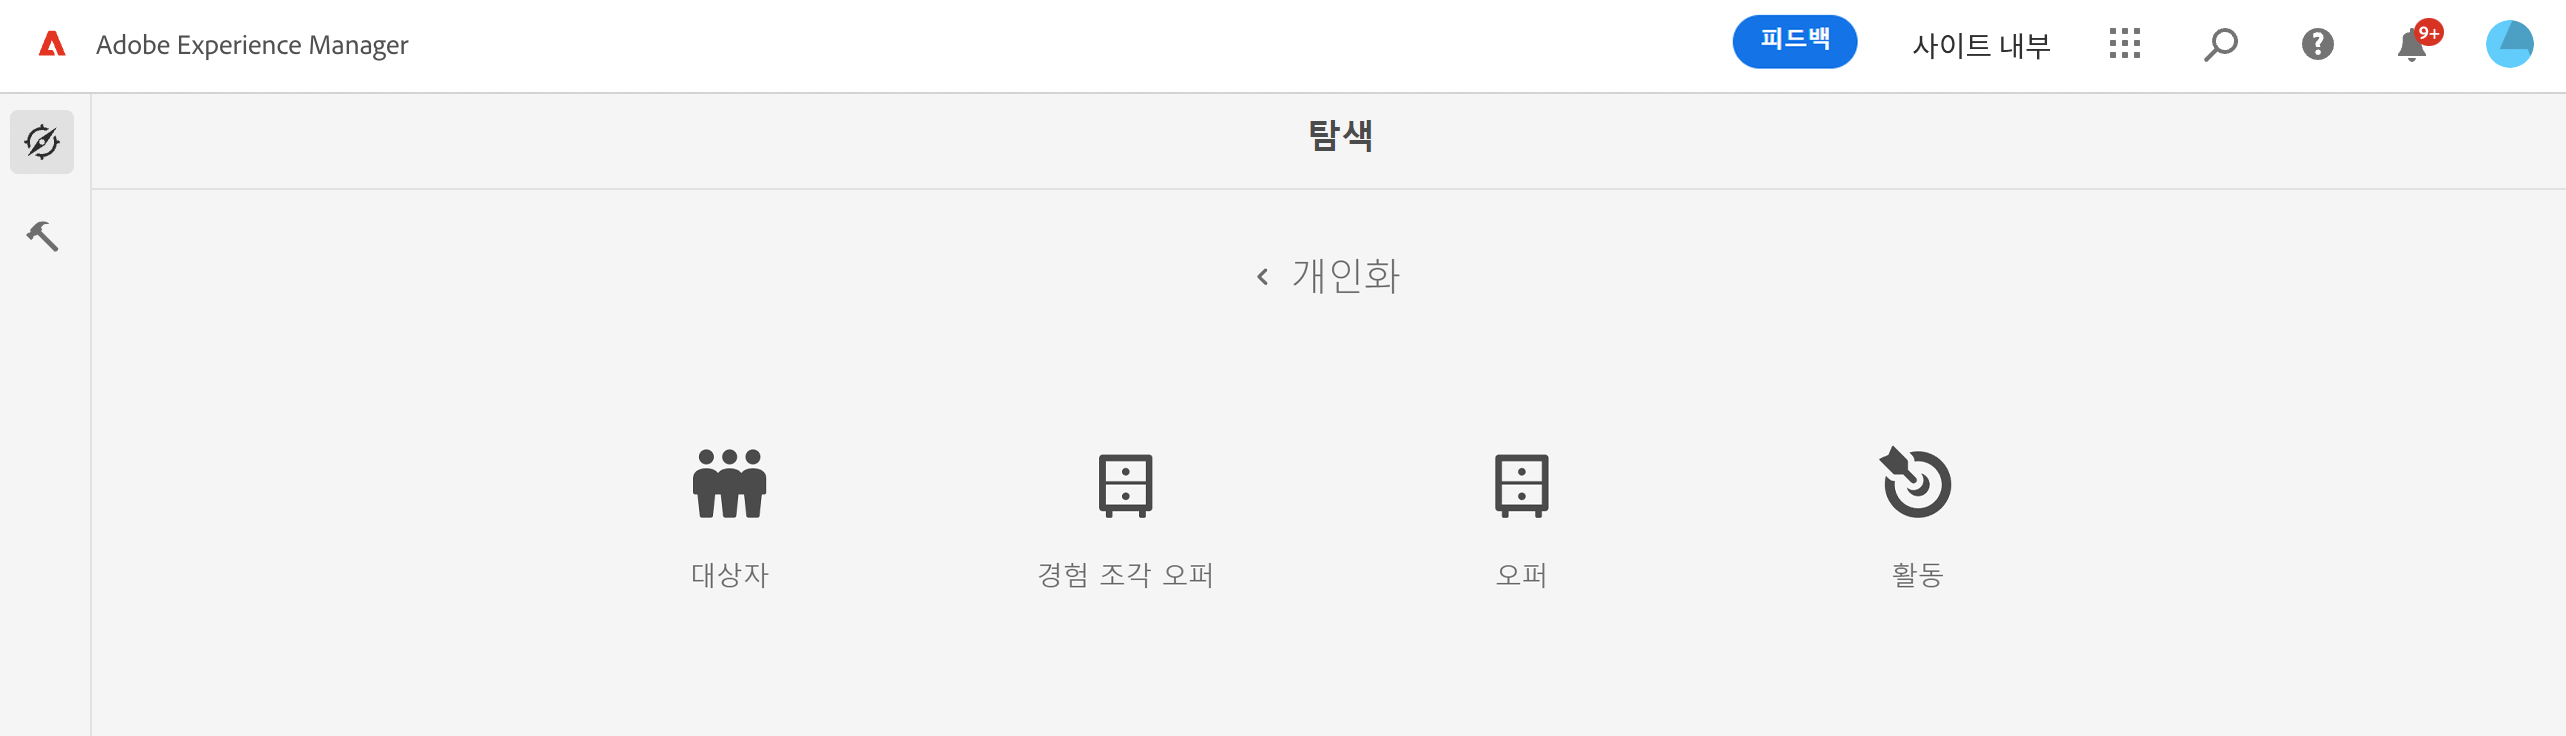 Adobe Experience Manager
피드백
사이트 내부
9+
탐색
개인화
대상자
경험 조각 오퍼
오퍼
활동